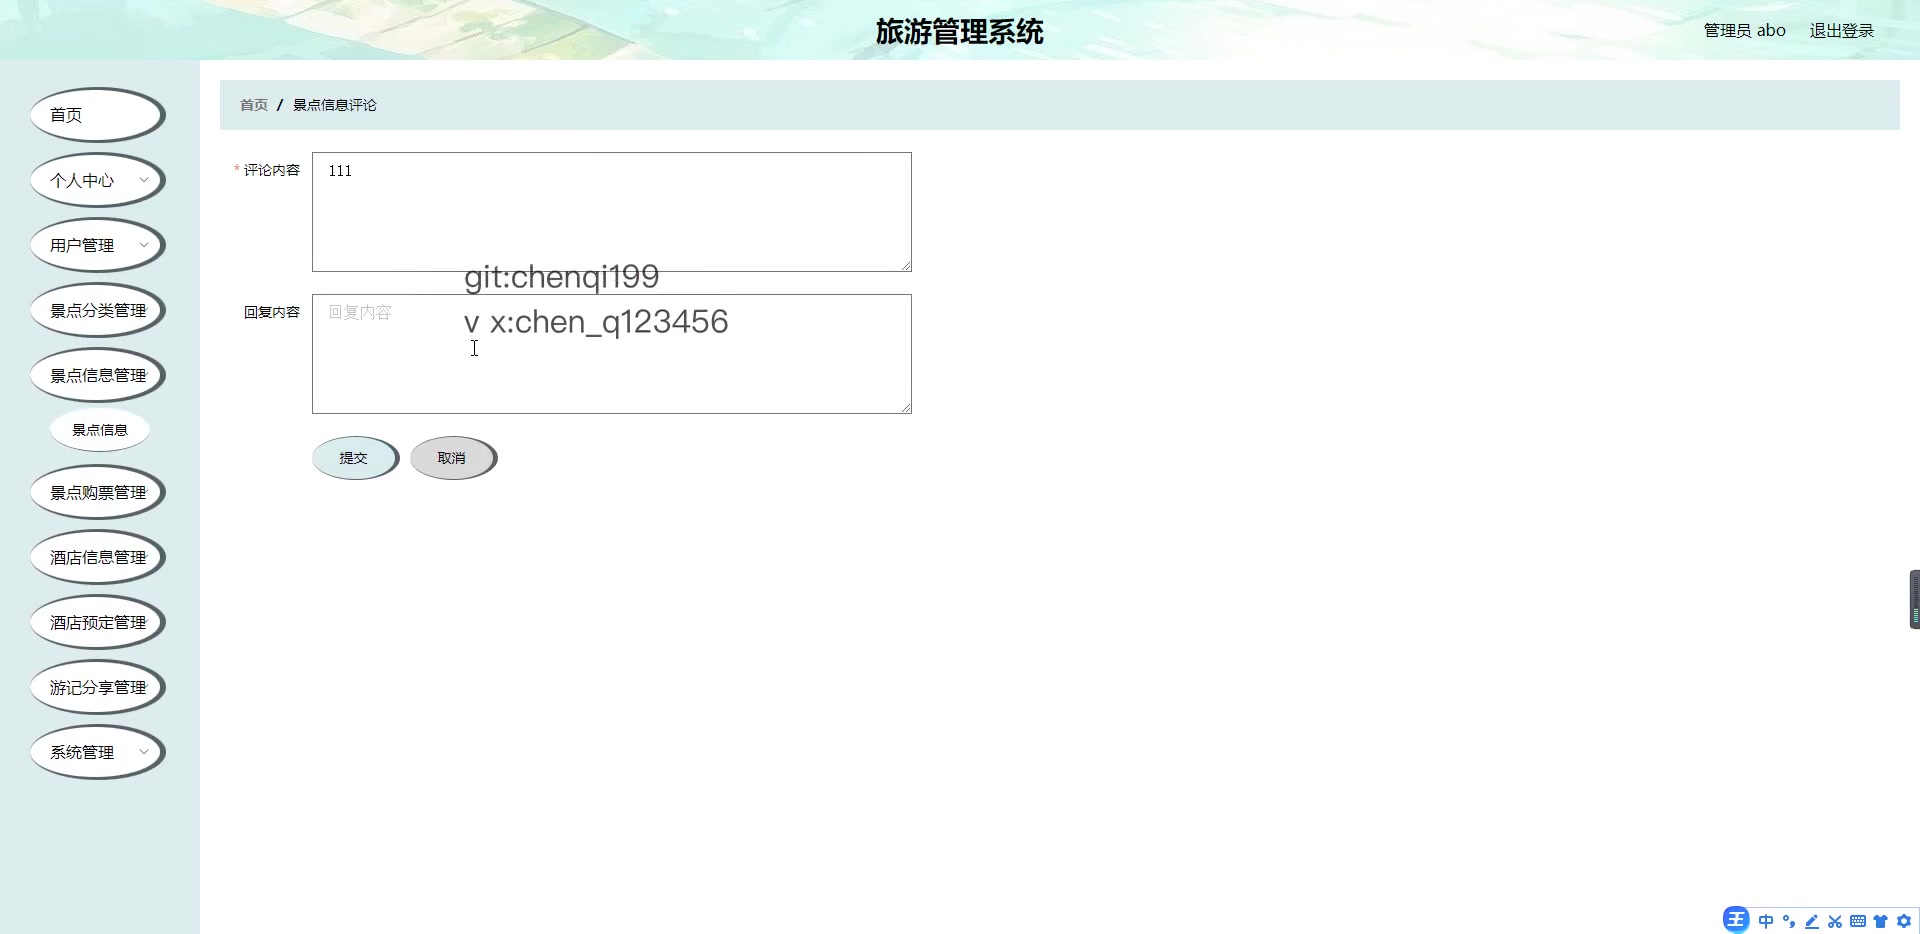 旅游管理系统
管理员 abo
退出登录
首页
个人中心
用户管理
景点分类管理
景点信息管理
景点信息
景点购票管理
酒店信息管理
酒店预定管理
游记分享管理
系统管理
首页 / 景点信息评论
* 评论内容
111
git:chenqi199
回复内容
回复内容
v x:chen_q123456
提交
取消
王 中